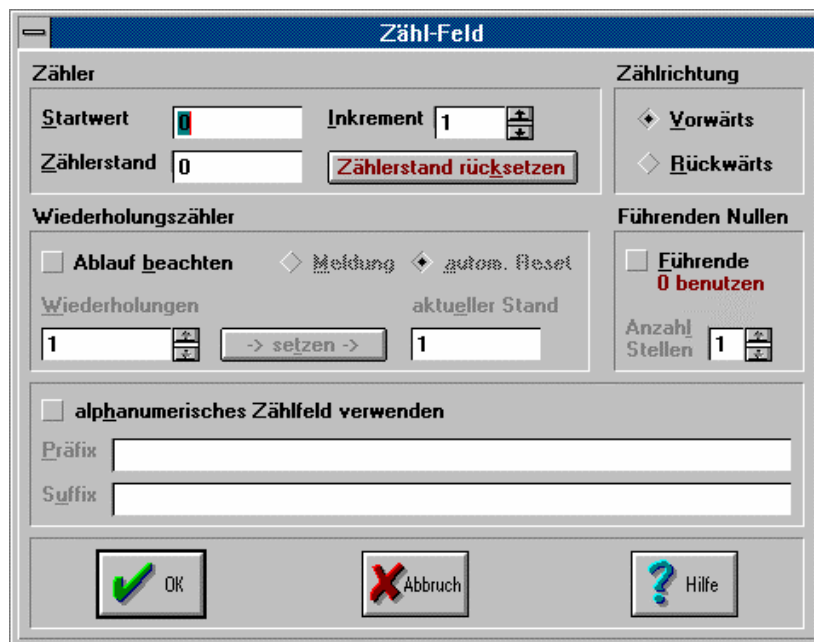 Zähl-Feld
Zähler
Startwert 0 Inkrement 1
Zählerstand 0 Zählerstand rücksetzen
Zählrichtung
Vorwärts
Rückwärts
Wiederholungszähler
Ablauf beachten Meldung autom. Reset
Wiederholungen aktueller Stand
1 -> setzen -> 1
Führenden Nullen
Führende
0 benutzen
Anzahl
Stellen 1
alphanumerisches Zählfeld verwenden
Präfix
Suffix
OK Abbruch Hilfe